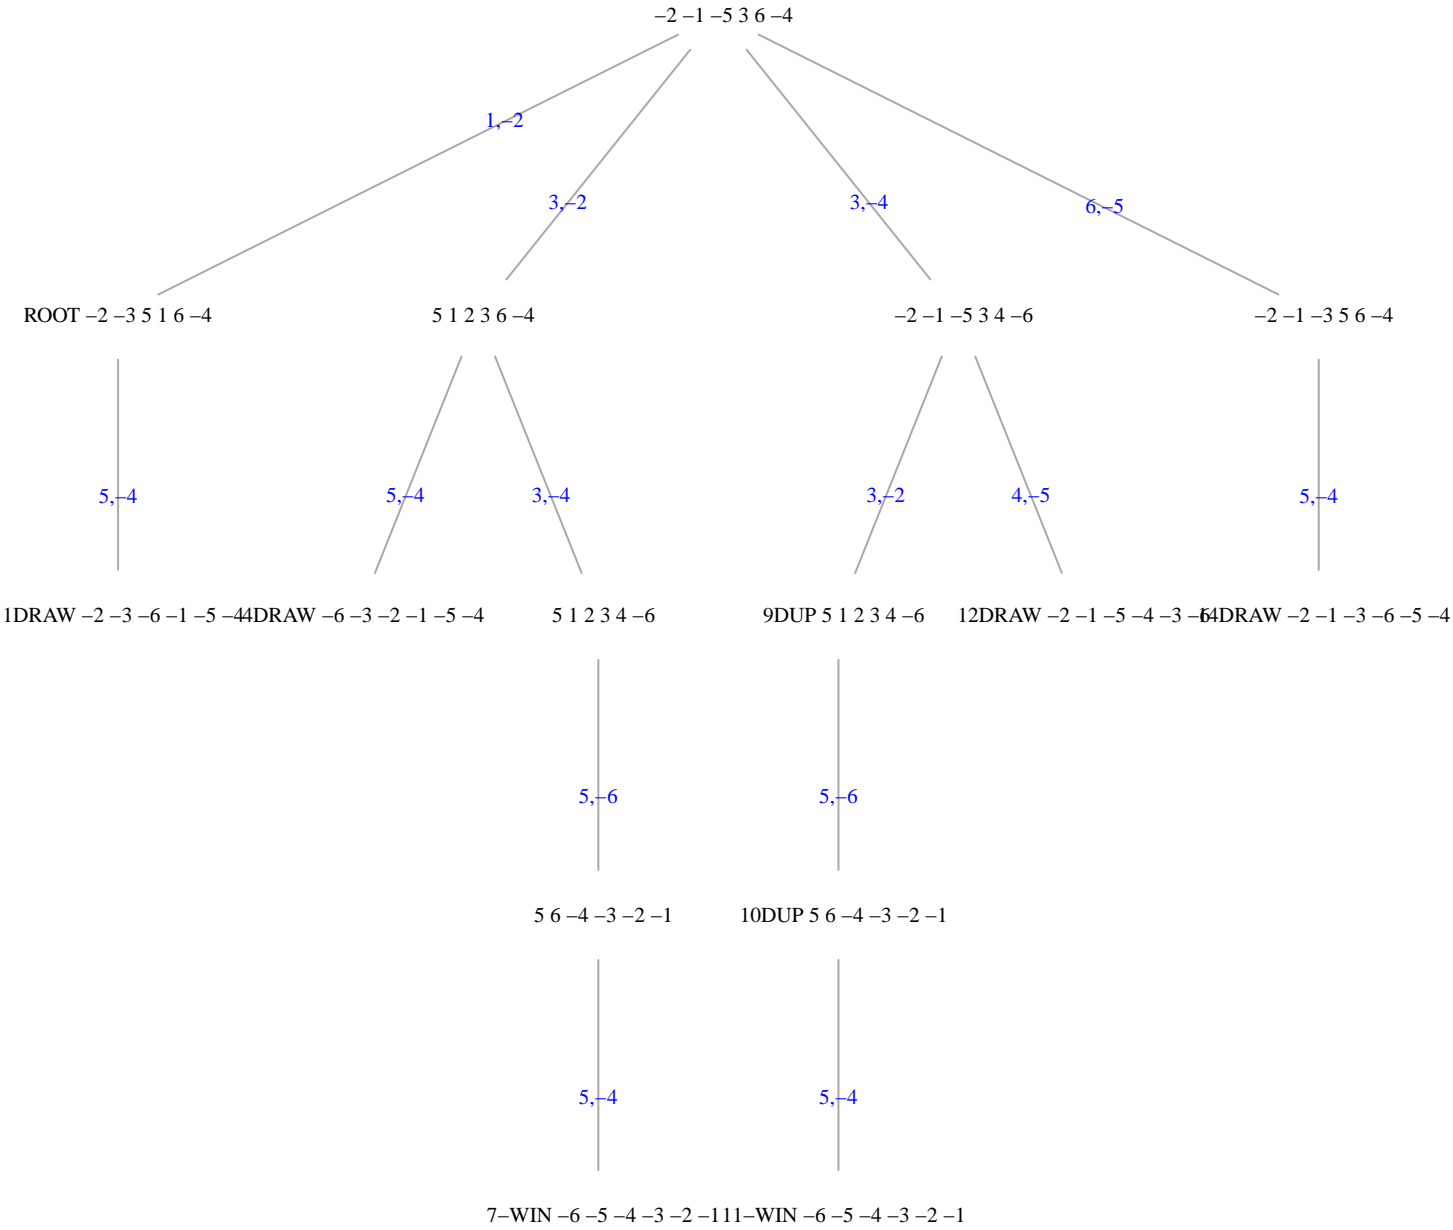 –2 –1 –5 3 6 –4
1,–2
3,–2 3,–4 6,–5
ROOT –2 –3 5 1 6 –4 5 1 2 3 6 –4 –2 –1 –5 3 4 –6 –2 –1 –3 5 6 –4
5,–4 5,–4 3,–4 3,–2 4,–5 5,–4
1DRAW –2 –3 –6 –1 –5 –4 4DRAW –6 –3 –2 –1 –5 –4 5 1 2 3 4 –6 9DUP 5 1 2 3 4 –6 12DRAW –2 –1 –5 –4 –3 –6 14DRAW –2 –1 –3 –6 –5 –4
5,–6 5,–6
5 6 –4 –3 –2 –1 10DUP 5 6 –4 –3 –2 –1
5,–4 5,–4
7–WIN –6 –5 –4 –3 –2 –1 11–WIN –6 –5 –4 –3 –2 –1